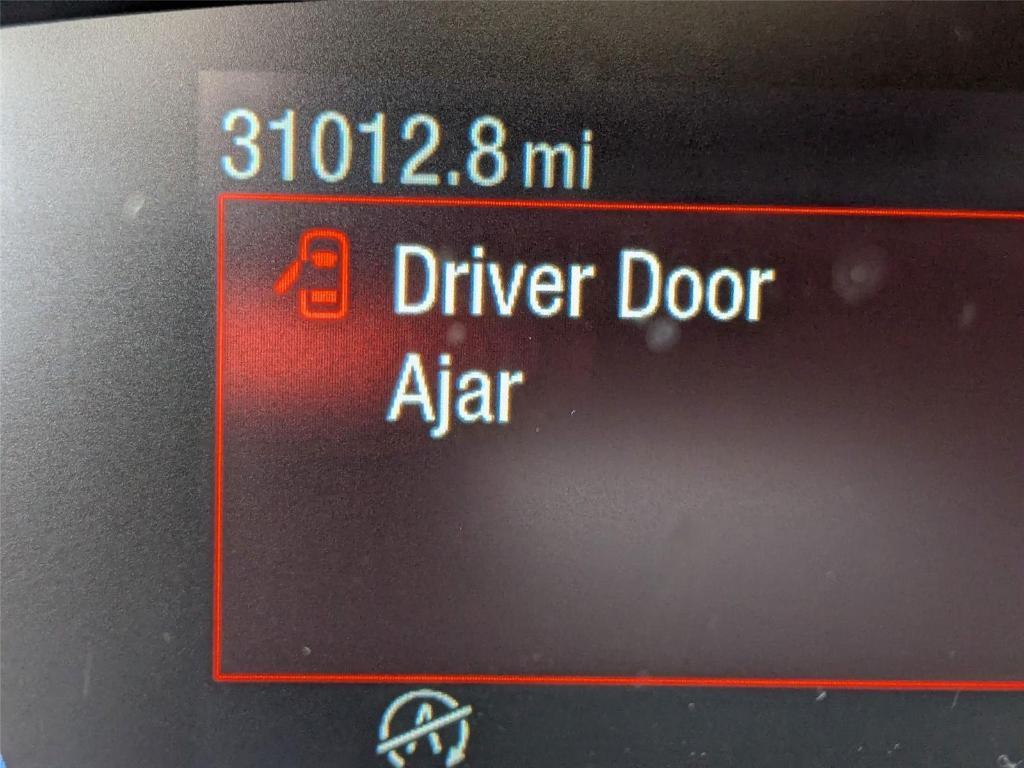 31012.8 mi
Driver Door
Ajar
A